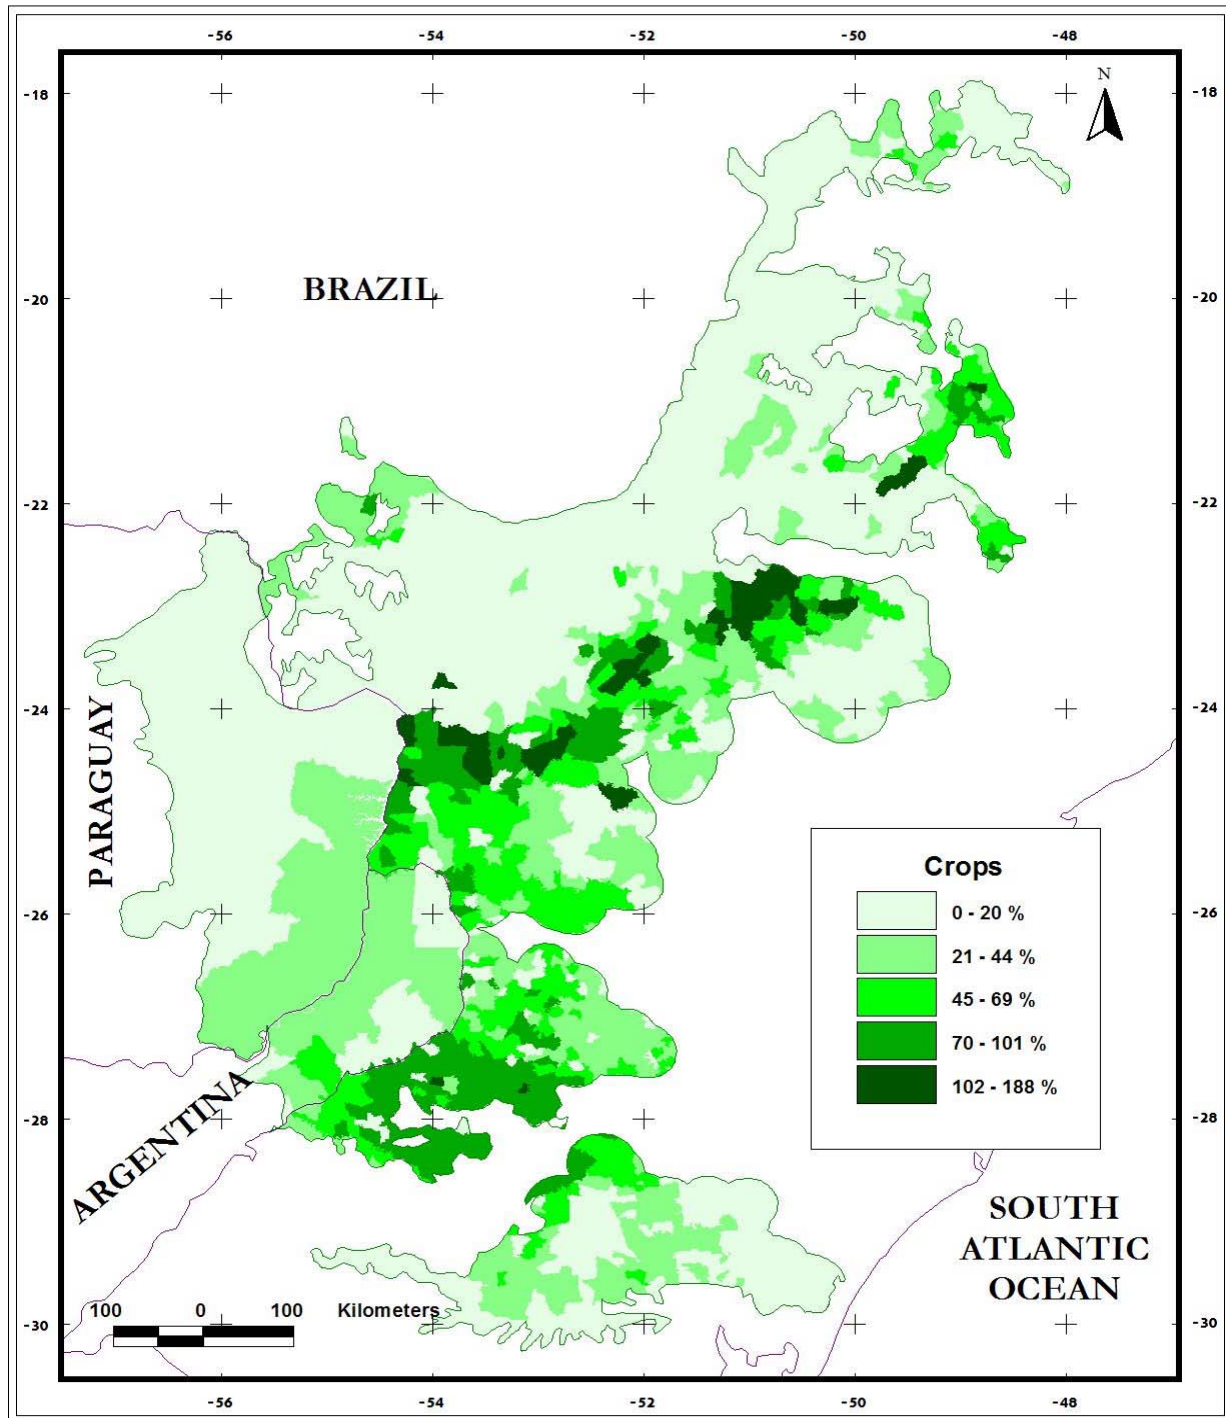 -56 -54 -52 -50 -48
N
-18 -18
BRAZIL
-20 -20
-22 -22
-24 -24
PARAGUAY
Crops
0 - 20 %
-26 -26
21 - 44 %
45 - 69 %
70 - 101 %
102 - 188 %
ARGENTINA
-28 -28
SOUTH
ATLANTIC
OCEAN
100 0 100 Kilometers
-30 -30
-56 -54 -52 -50 -48